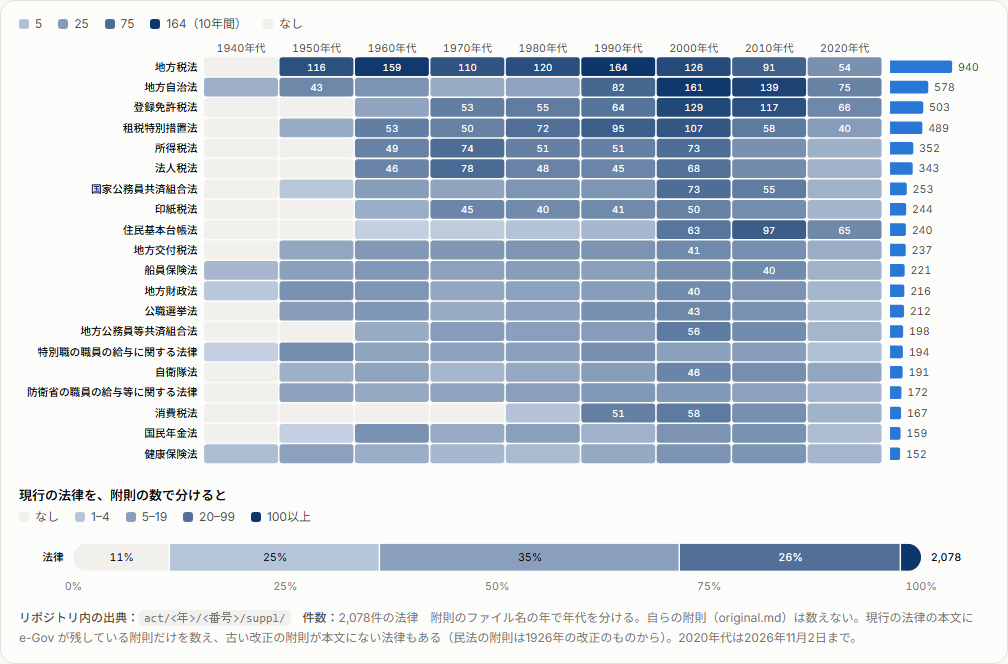 5 25 75 164（10年間） なし
1940年代 1950年代 1960年代 1970年代 1980年代 1990年代 2000年代 2010年代 2020年代
地方税法 116 159 110 120 164 126 91 54 940
地方自治法 43 82 161 139 75 578
登録免許税法 53 55 64 129 117 66 503
租税特別措置法 53 50 72 95 107 58 40 489
所得税法 49 74 51 51 73 352
法人税法 46 78 48 45 68 343
国家公務員共済組合法 73 55 253
印紙税法 45 40 41 50 244
住民基本台帳法 63 97 65 240
地方交付税法 41 237
船員保険法 40 221
地方財政法 40 216
公職選挙法 43 212
地方公務員等共済組合法 56 198
特別職の職員の給与に関する法律 194
自衛隊法 46 191
防衛省の職員の給与等に関する法律 172
消費税法 51 58 167
国民年金法 159
健康保険法 152
現行の法律を、附則の数で分けると
なし 1–4 5–19 20–99 100以上
法律 11% 25% 35% 26% 2,078
0% 25% 50% 75% 100%
リポジトリ内の出典： act/<年>/<番号>/suppl/ 件数：2,078件の法律 附則のファイル名の年で年代を分ける。自らの附則（original.md）は数えない。現行の法律の本文に
e-Gov が残している附則だけを数え、古い改正の附則が本文にない法律もある（民法の附則は1926年の改正のものから）。2020年代は2026年11月2日まで。